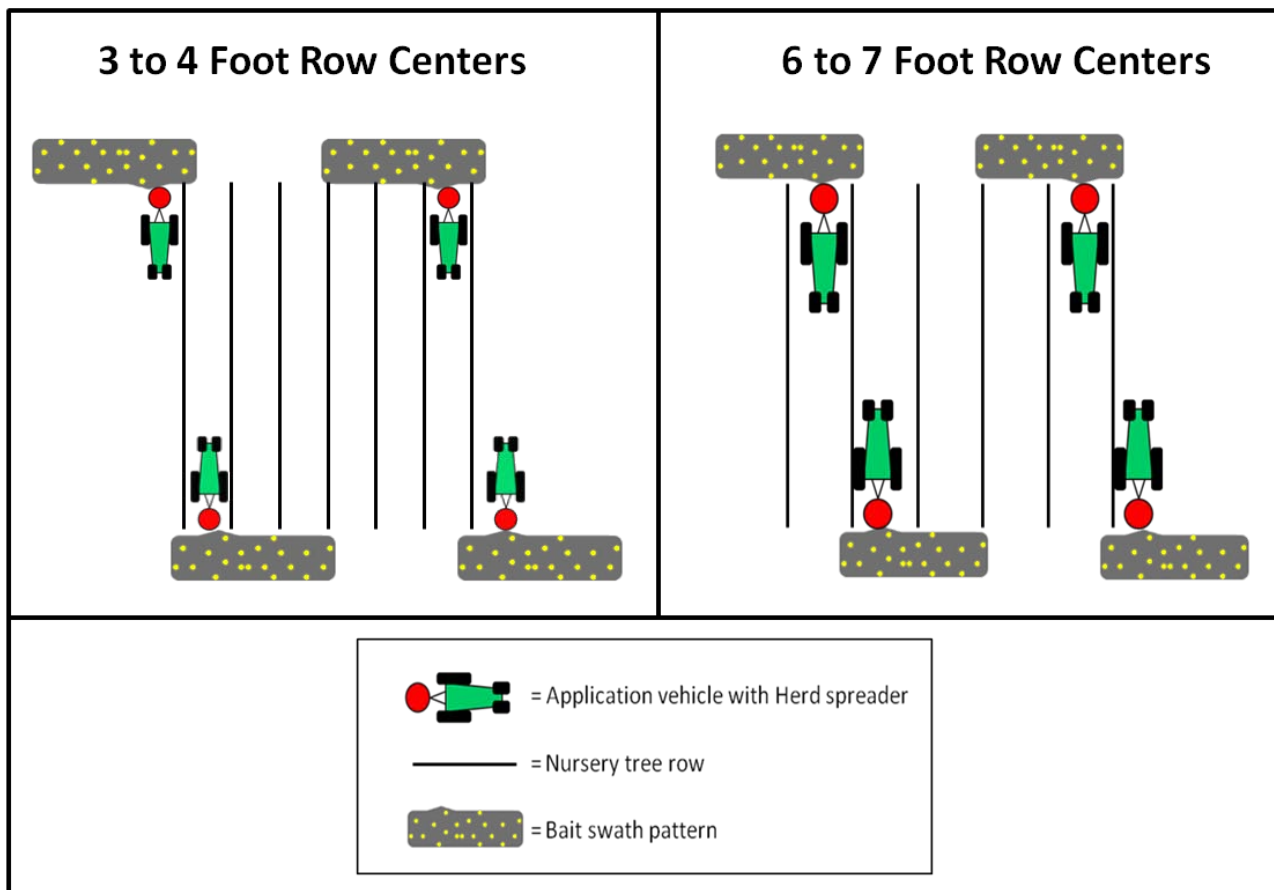 3 to 4 Foot Row Centers
6 to 7 Foot Row Centers
= Application vehicle with Herd spreader
= Nursery tree row
= Bait swath pattern